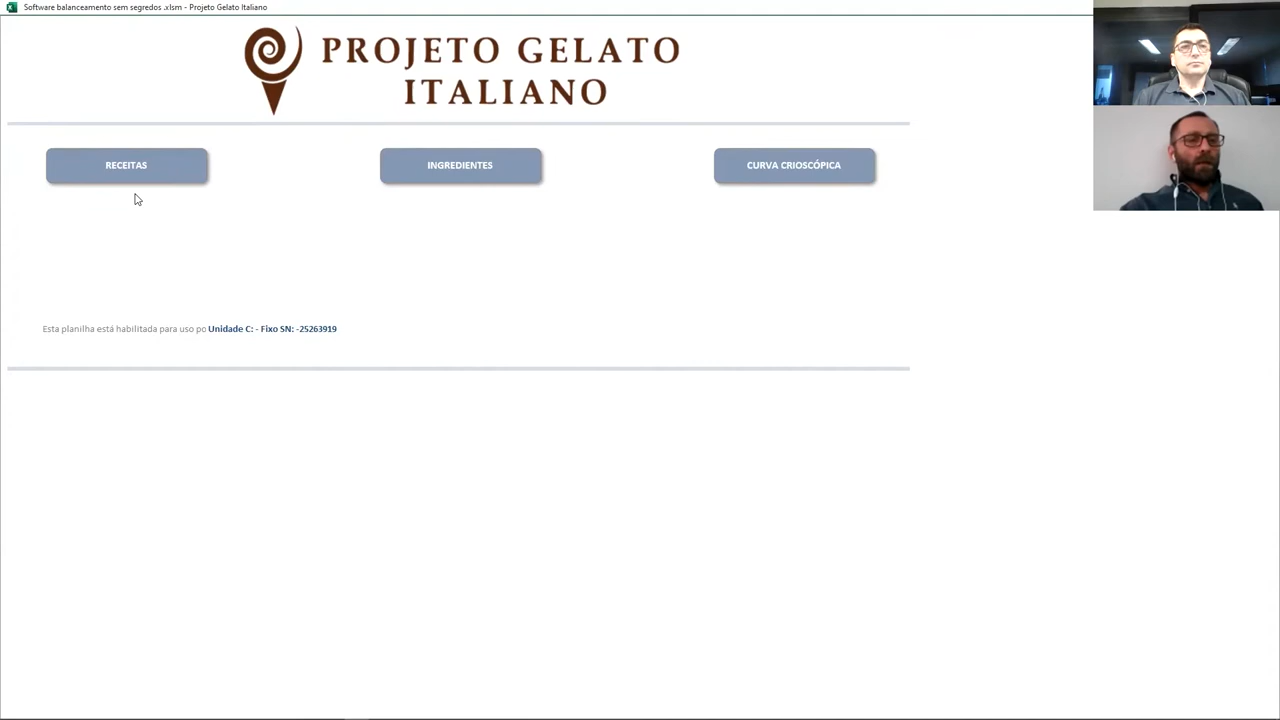 Software balanceamento sem segredos .xlsm - Projeto Gelato Italiano
PROJETO GELATO
ITALIANO
RECEITAS
INGREDIENTES
CURVA CRIOSCÓPICA
Esta planilha está habilitada para uso po Unidade C: - Fixo SN: -25263919